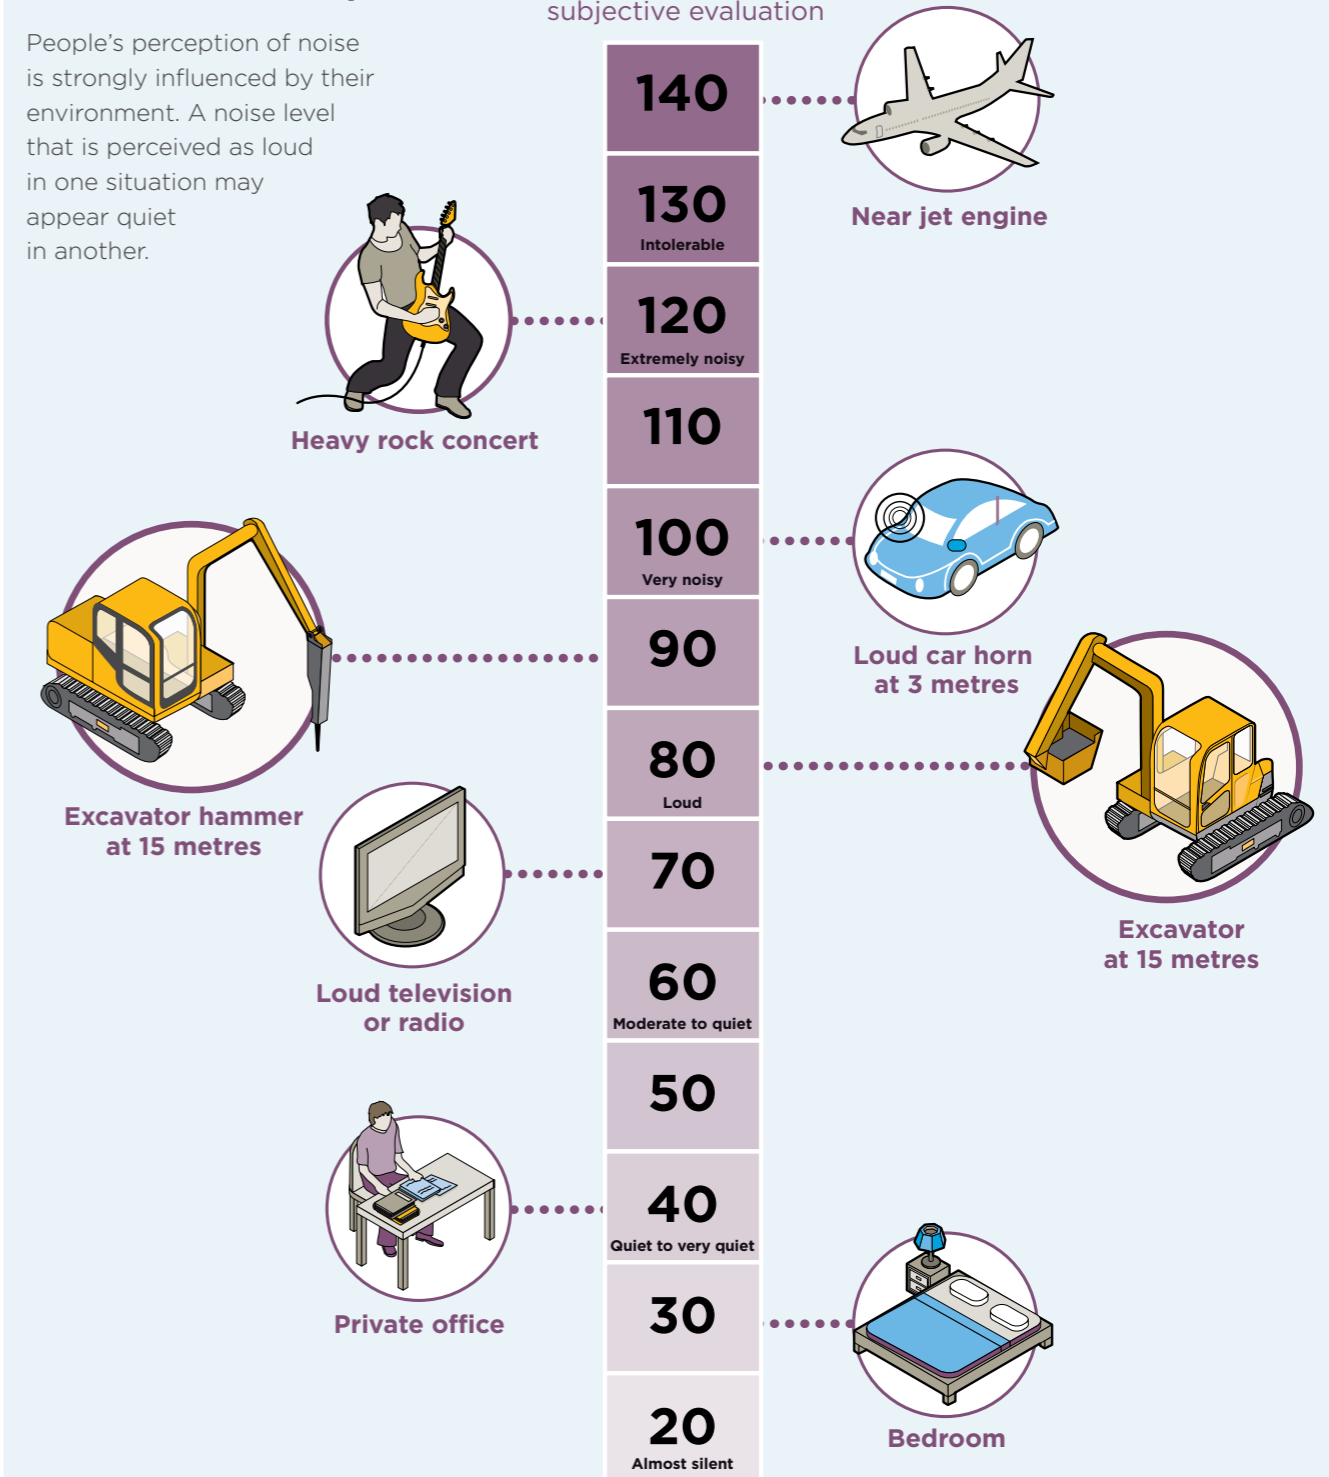 subjective evaluation
People's perception of noise
is strongly influenced by their
environment. A noise level
that is perceived as loud
in one situation may
appear quiet
in another.
140
Near jet engine
130
Intolerable
120
Extremely noisy
Heavy rock concert
110
100
Very noisy
Loud car horn
at 3 metres
90
Excavator hammer
at 15 metres
80
Loud
Excavator
at 15 metres
70
Loud television
or radio
60
Moderate to quiet
50
40
Quiet to very quiet
Private office
30
Bedroom
20
Almost silent